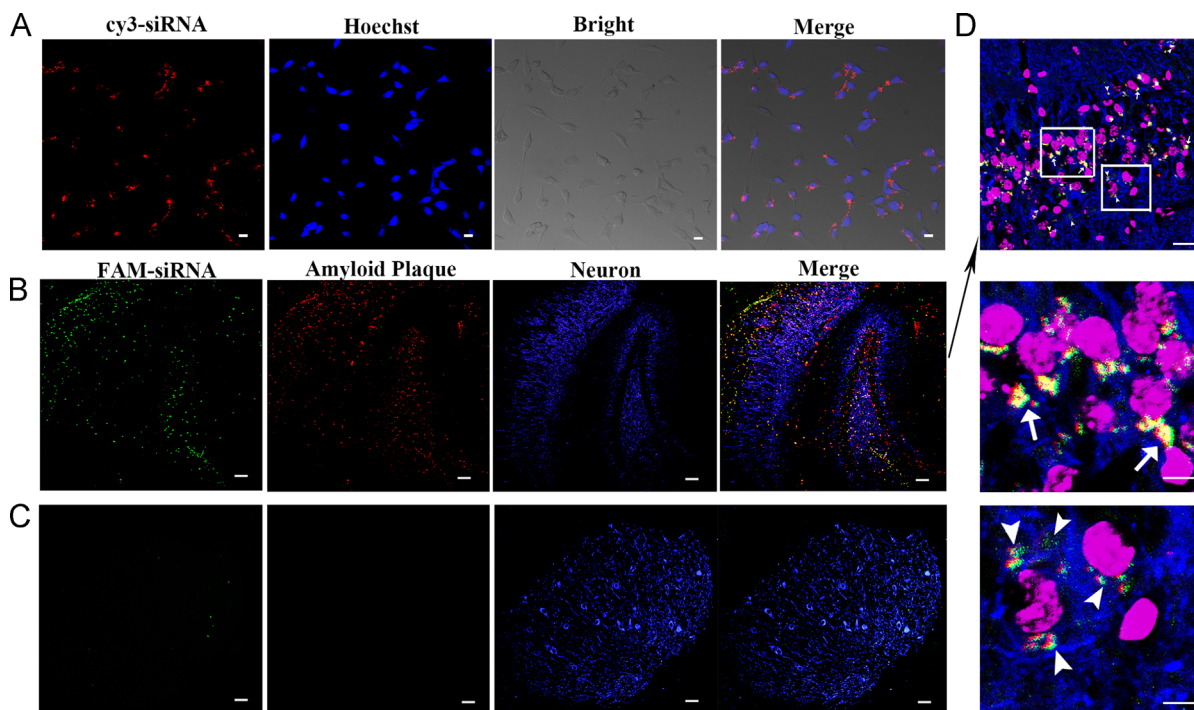 A
cy3-siRNA
Hoechst
Bright
Merge
D
B
FAM-siRNA
Amyloid Plaque
Neuron
Merge
C